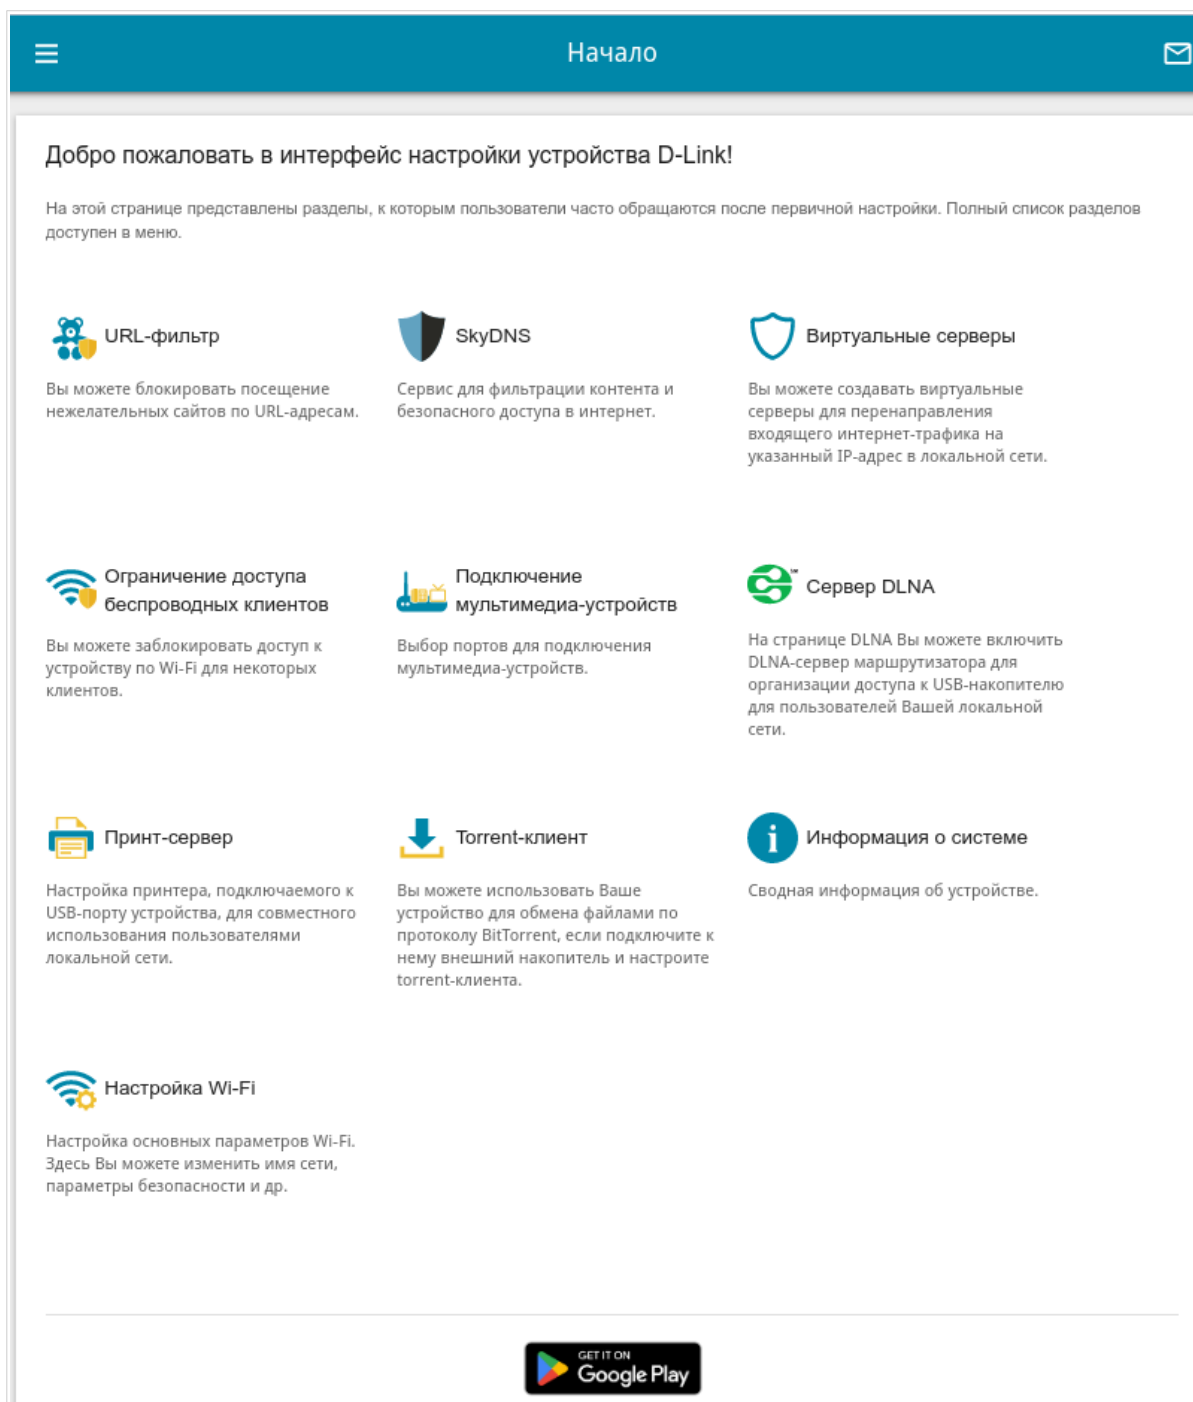 Начало
Добро пожаловать в интерфейс настройки устройства D-Link!
На этой странице представлены разделы, к которым пользователи часто обращаются после первичной настройки. Полный список разделов
доступен в меню.
URL-фильтр
Вы можете блокировать посещение
нежелательных сайтов по URL-адресам.
SkyDNS
Сервис для фильтрации контента и
безопасного доступа в интернет.
Виртуальные серверы
Вы можете создавать виртуальные
серверы для перенаправления
входящего интернет-трафика на
указанный IP-адрес в локальной сети.
Ограничение доступа
беспроводных клиентов
Вы можете заблокировать доступ к
устройству по Wi-Fi для некоторых
клиентов.
Подключение
мультимедиа-устройств
Выбор портов для подключения
мультимедиа-устройств.
Сервер DLNA
На странице DLNA Вы можете включить
DLNA-сервер маршрутизатора для
организации доступа к USB-накопителю
для пользователей Вашей локальной
сети.
Принт-сервер
Настройка принтера, подключаемого к
USB-порту устройства, для совместного
использования пользователями
локальной сети.
Torrent-клиент
Вы можете использовать Ваше
устройство для обмена файлами по
протоколу BitTorrent, если подключите к
нему внешний накопитель и настроите
torrent-клиента.
Информация о системе
Сводная информация об устройстве.
Настройка Wi-Fi
Настройка основных параметров Wi-Fi.
Здесь Вы можете изменить имя сети,
параметры безопасности и др.
GET IT ON
Google Play